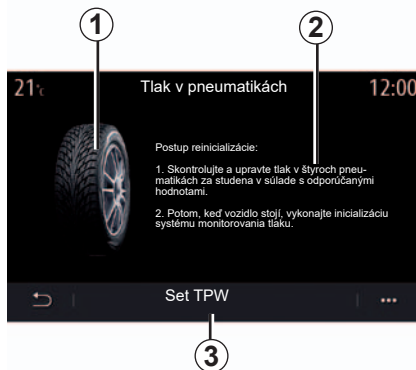 1
2
21°c
Tlak v pneumatikách
12:00
Postup reinicializácie:
1. Skontrolujte a upravte tlak v štyroch pneu-
matikách za studena v súlade s odporúčanými
hodnotami.
2. Potom, keď vozidlo stojí, vykonajte inicializáciu
systému monitorovania tlaku.
Set TPW
3